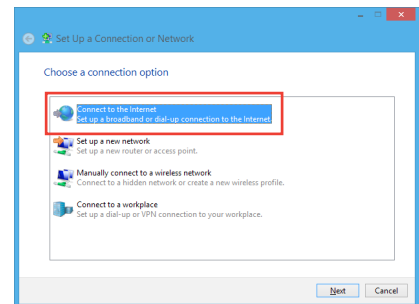 Set Up a Connection or Network
Choose a connection option
Connect to the Internet
Set up a broadband or dial-up connection to the Internet.
Set up a new network
Set up a new router or access point.
Manually connect to a wireless network
Connect to a hidden network or create a new wireless profile.
Connect to a workplace
Set up a dial-up or VPN connection to your workplace.
Next Cancel